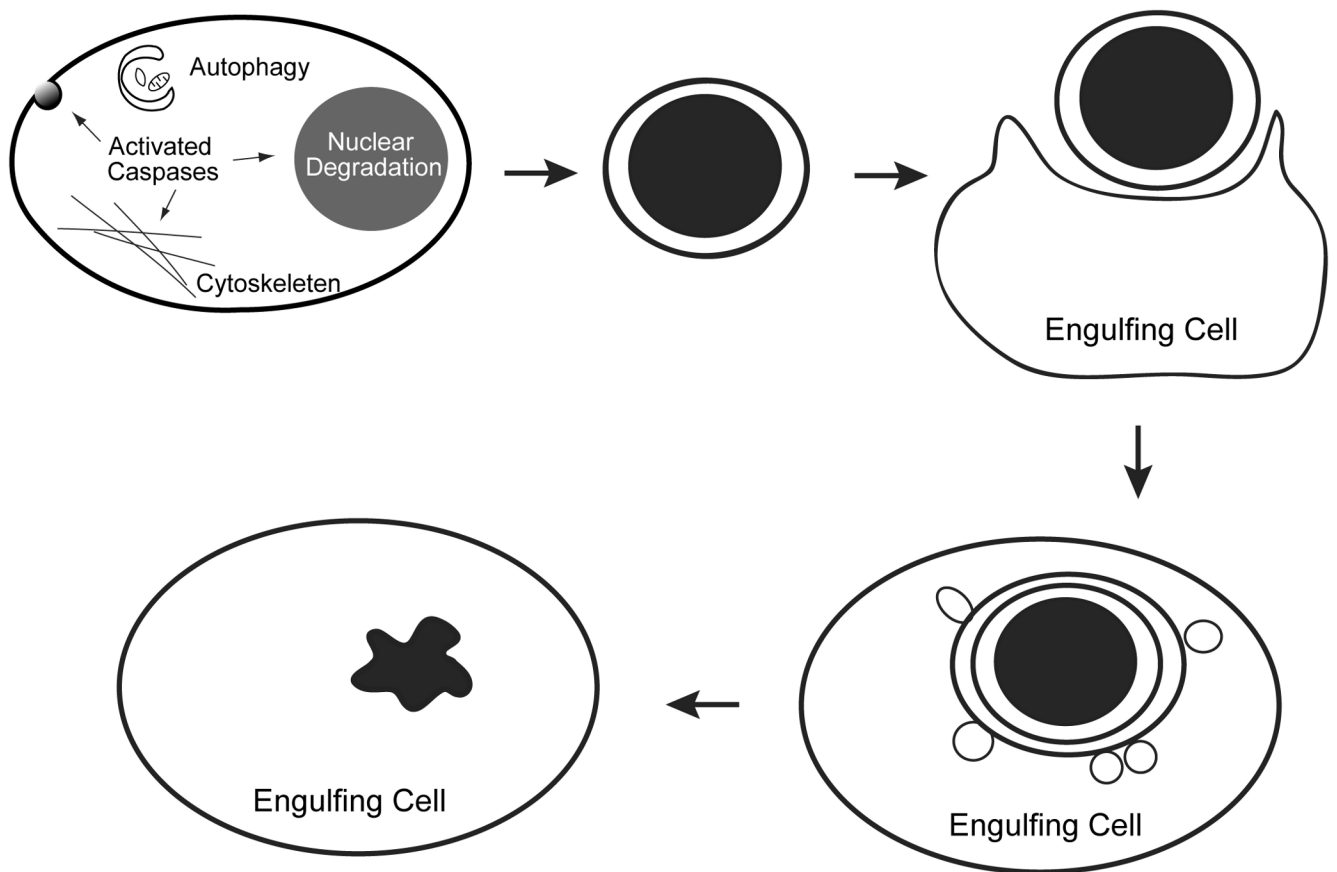 Autophagy
Activated
Caspases
Nuclear
Degradation
Cytoskeleten
Engulfing Cell
Engulfing Cell
Engulfing Cell